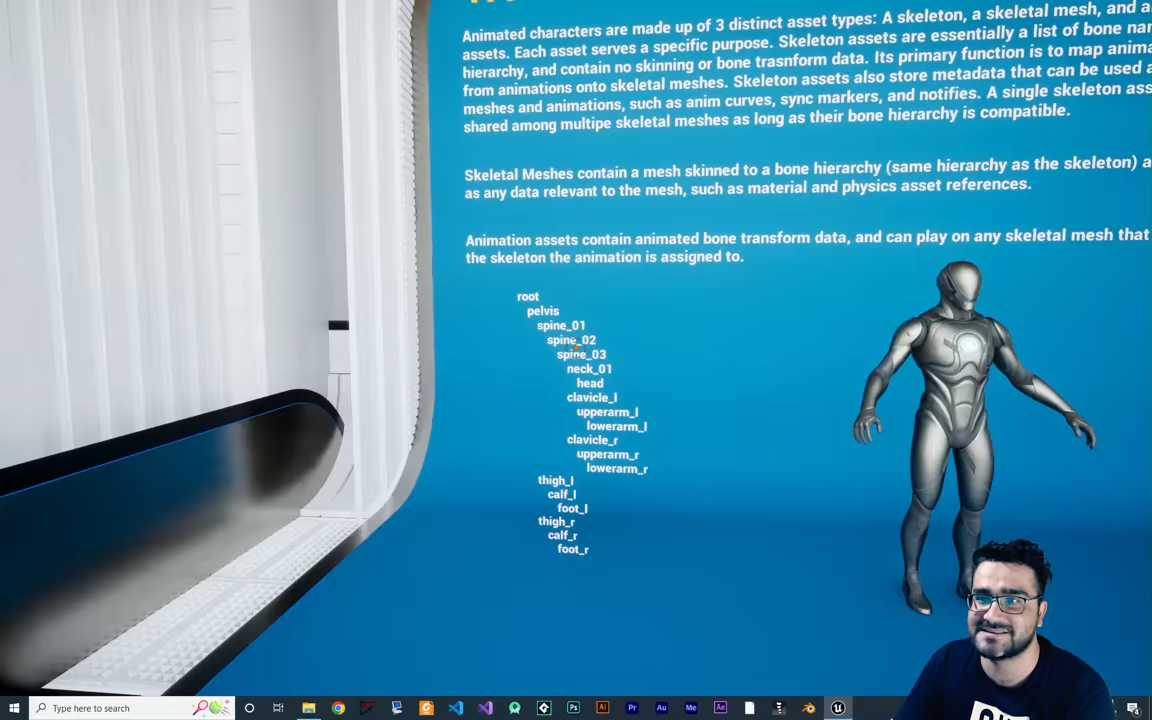 Animated characters are made up of 3 distinct asset types: A skeleton, a skeletal mesh, and a
assets. Each asset serves a specific purpose. Skeleton assets are essentially a list of bone na
hierarchy, and contain no skinning or bone trasnform data. Its primary function is to map anima
from animations onto skeletal meshes. Skeleton assets also store metadata that can be used a
meshes and animations, such as anim curves, sync markers, and notifies. A single skeleton ass
shared among multipe skeletal meshes as long as their bone hierarchy is compatible.
Skeletal Meshes contain a mesh skinned to a bone hierarchy (same hierarchy as the skeleton) a
as any data relevant to the mesh, such as material and physics asset references.
Animation assets contain animated bone transform data, and can play on any skeletal mesh that
the skeleton the animation is assigned to.
root
pelvis
spine_01
spine_02
spine_03
neck_01
head
clavicle_l
upperarm_l
lowerarm_l
clavicle_r
upperarm_r
lowerarm_r
thigh_l
calf_l
foot_l
thigh_r
calf_r
foot_r
Type here to search
Ps
Ai
Pr
Au
Me
Ae
4